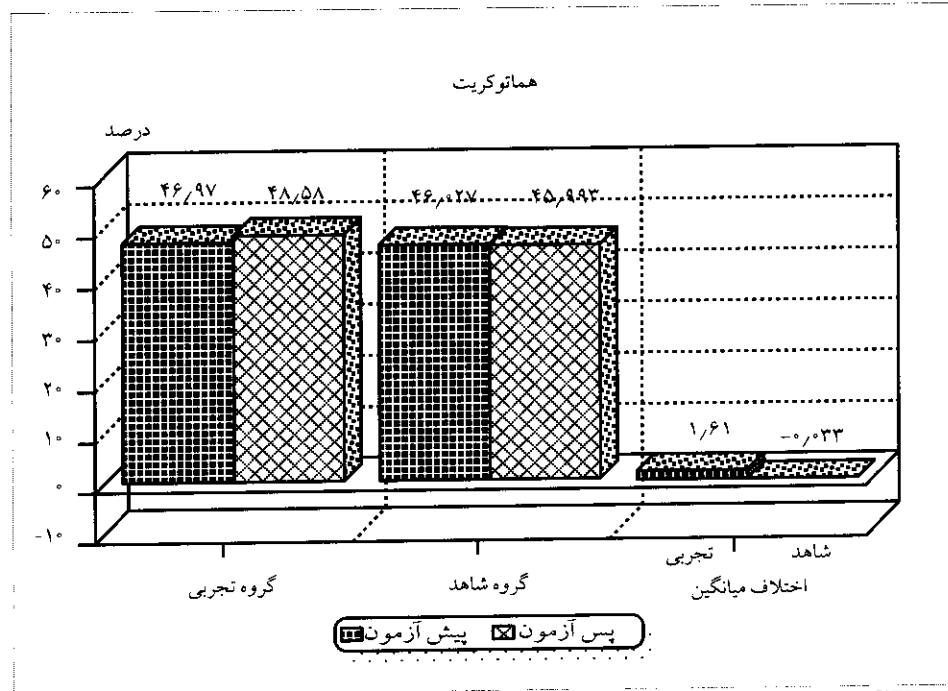 هماتوکریت
درصد
۴۶٫۹۷ ۴۸٫۵۸ ۴۶٫۰۲۷ ۴۵٫۹۹۳
۱٫۶۱ -۰٫۰۳۳
۶۰
۵۰
۴۰
۳۰
۲۰
۱۰
۰
-۱۰
گروه تجربی
گروه شاهد
تجربی شاهد
اختلاف میانگین
پیش آزمون پس آزمون